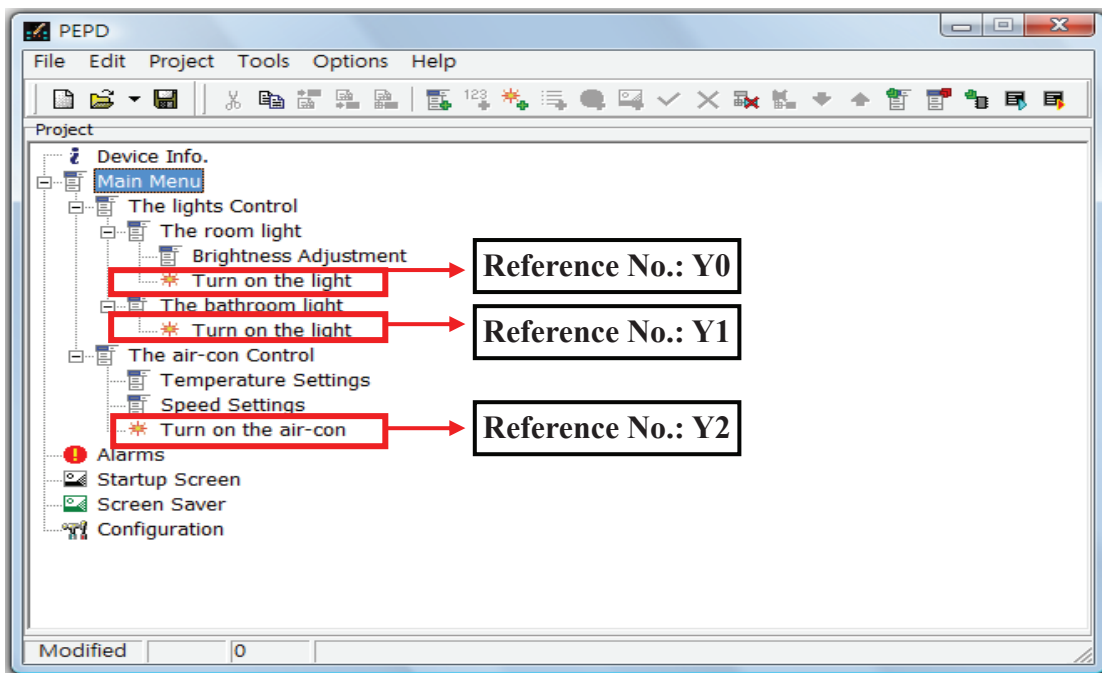 PEPD
File Edit Project Tools Options Help
123
Project
Device Info.
Main Menu
The lights Control
The room light
Brightness Adjustment
Turn on the light
Reference No.: Y0
The bathroom light
Turn on the light
Reference No.: Y1
The air-con Control
Temperature Settings
Speed Settings
Turn on the air-con
Reference No.: Y2
Alarms
Startup Screen
Screen Saver
Configuration
Modified 0